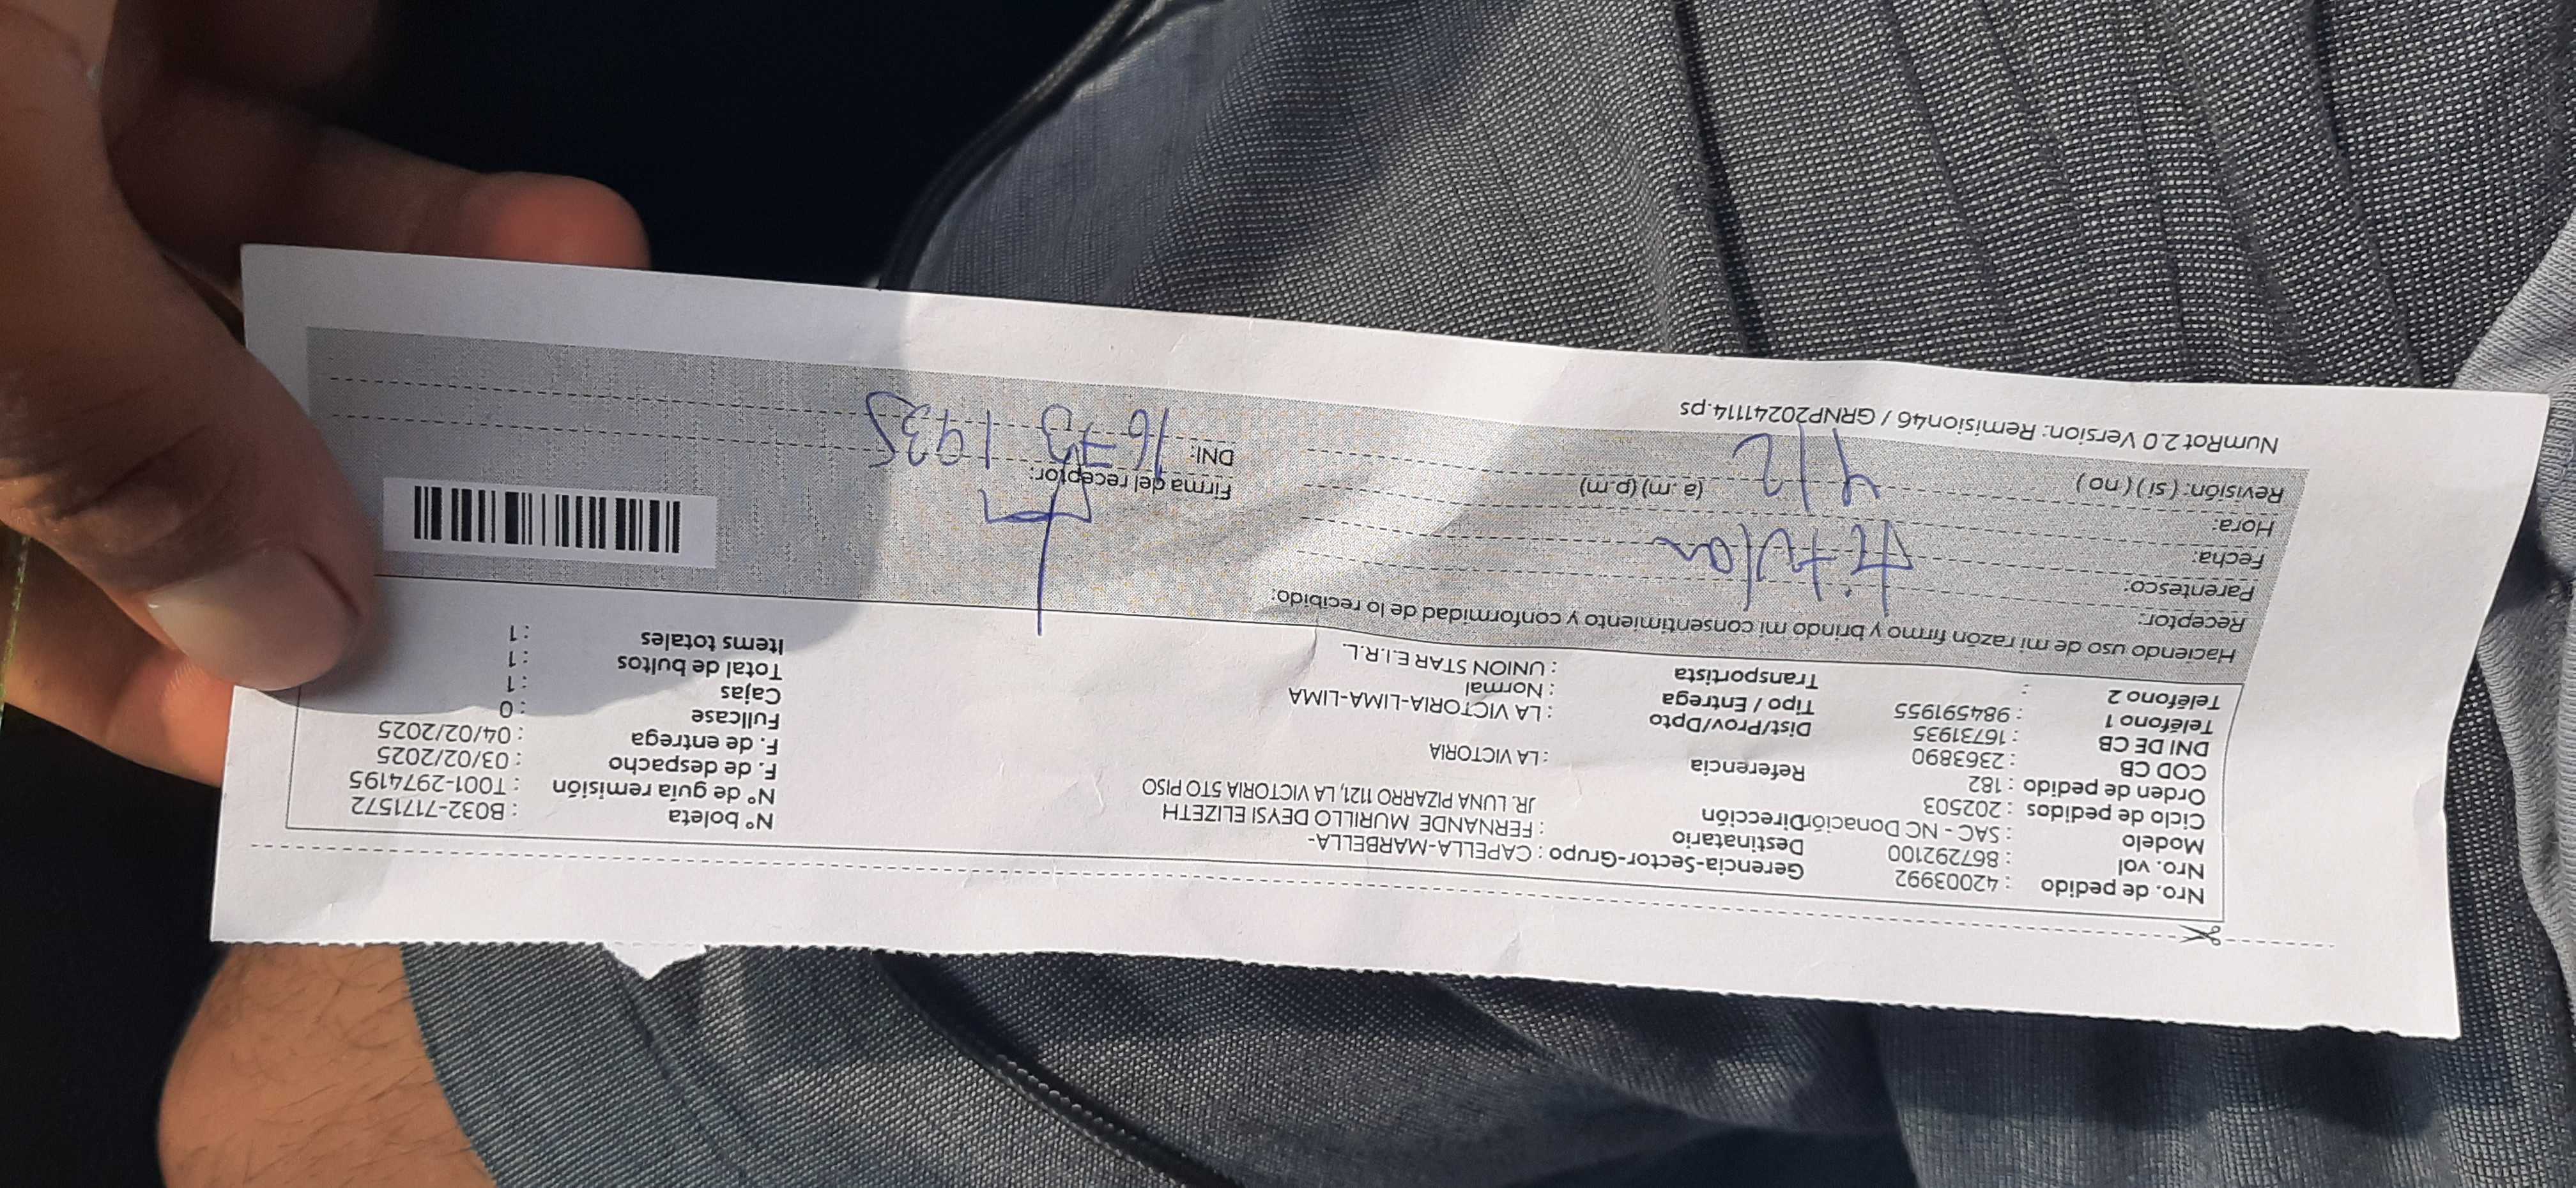 Nro. de pedido : 42003992
Nro. vol : 867292100
Modelo : SAC - NC Donación
Ciclo de pedidos : 202503
Orden de pedido : 182
COD CB : 2363890
DNI DE CB : 16731935
Teléfono 1 : 984591955
Teléfono 2 :
Gerencia-Sector-Grupo : CAPELLA-MARBELLA-
Destinatario : FERNANDE MURILLO DEYSI ELIZETH
Dirección JR. LUNA PIZARRO 1121, LA VICTORIA 5TO PISO
Referencia : LA VICTORIA
Dist/Prov/Dpto : LA VICTORIA-LIMA-LIMA
Tipo / Entrega : Normal
Transportista : UNION STAR E.I.R.L.
N° boleta : B032-7171572
N° de guía remisión : T001-2974195
F. de despacho : 03/02/2025
F. de entrega : 04/02/2025
Fullcase : 0
Cajas : 1
Total de bultos : 1
Items totales : 1
Haciendo uso de mi razón firmo y brindo mi consentimiento y conformidad de lo recibido:
Receptor:
Parentesco: titular
Fecha:
Hora: 4/2 (a.m) (p.m)
Revisión: ( si ) ( no )
Firma del receptor:
DNI: 16731935
NumRot 2.0 Version: Remision46 / GRNP20241114.ps